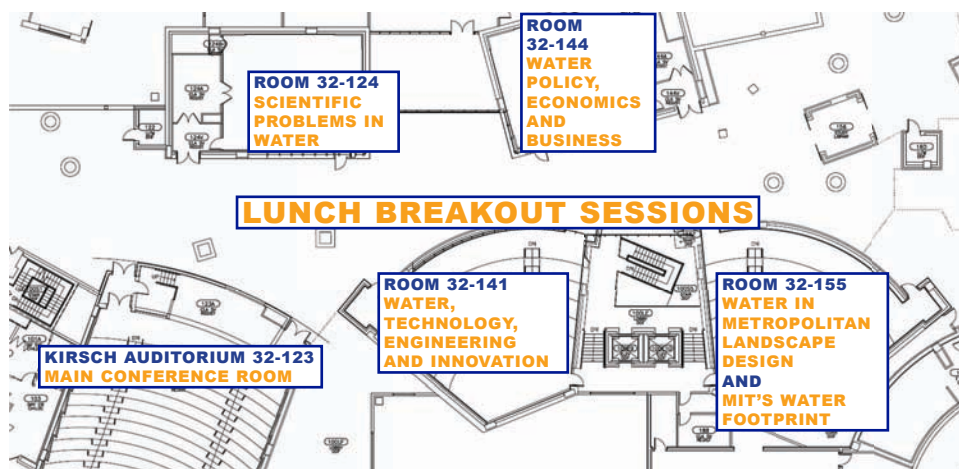 ROOM 32-124
SCIENTIFIC
PROBLEMS IN
WATER
ROOM
32-144
WATER
POLICY,
ECONOMICS
AND
BUSINESS
LUNCH BREAKOUT SESSIONS
KIRSCH AUDITORIUM 32-123
MAIN CONFERENCE ROOM
ROOM 32-141
WATER,
TECHNOLOGY,
ENGINEERING
AND INNOVATION
ROOM 32-155
WATER IN
METROPOLITAN
LANDSCAPE
DESIGN
AND
MIT'S WATER
FOOTPRINT